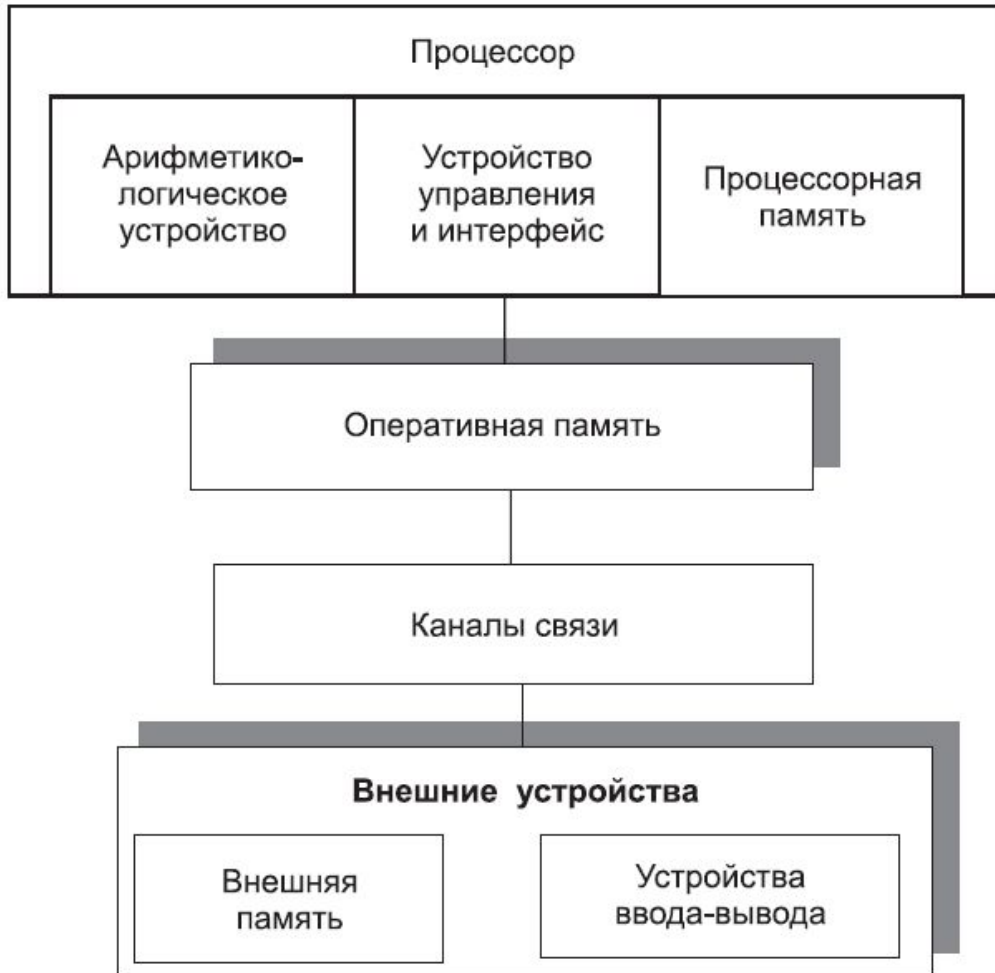 Процессор
Арифметико-
логическое
устройство
Устройство
управления
и интерфейс
Процессорная
память
Оперативная память
Каналы связи
Внешние устройства
Внешняя
память
Устройства
ввода-вывода